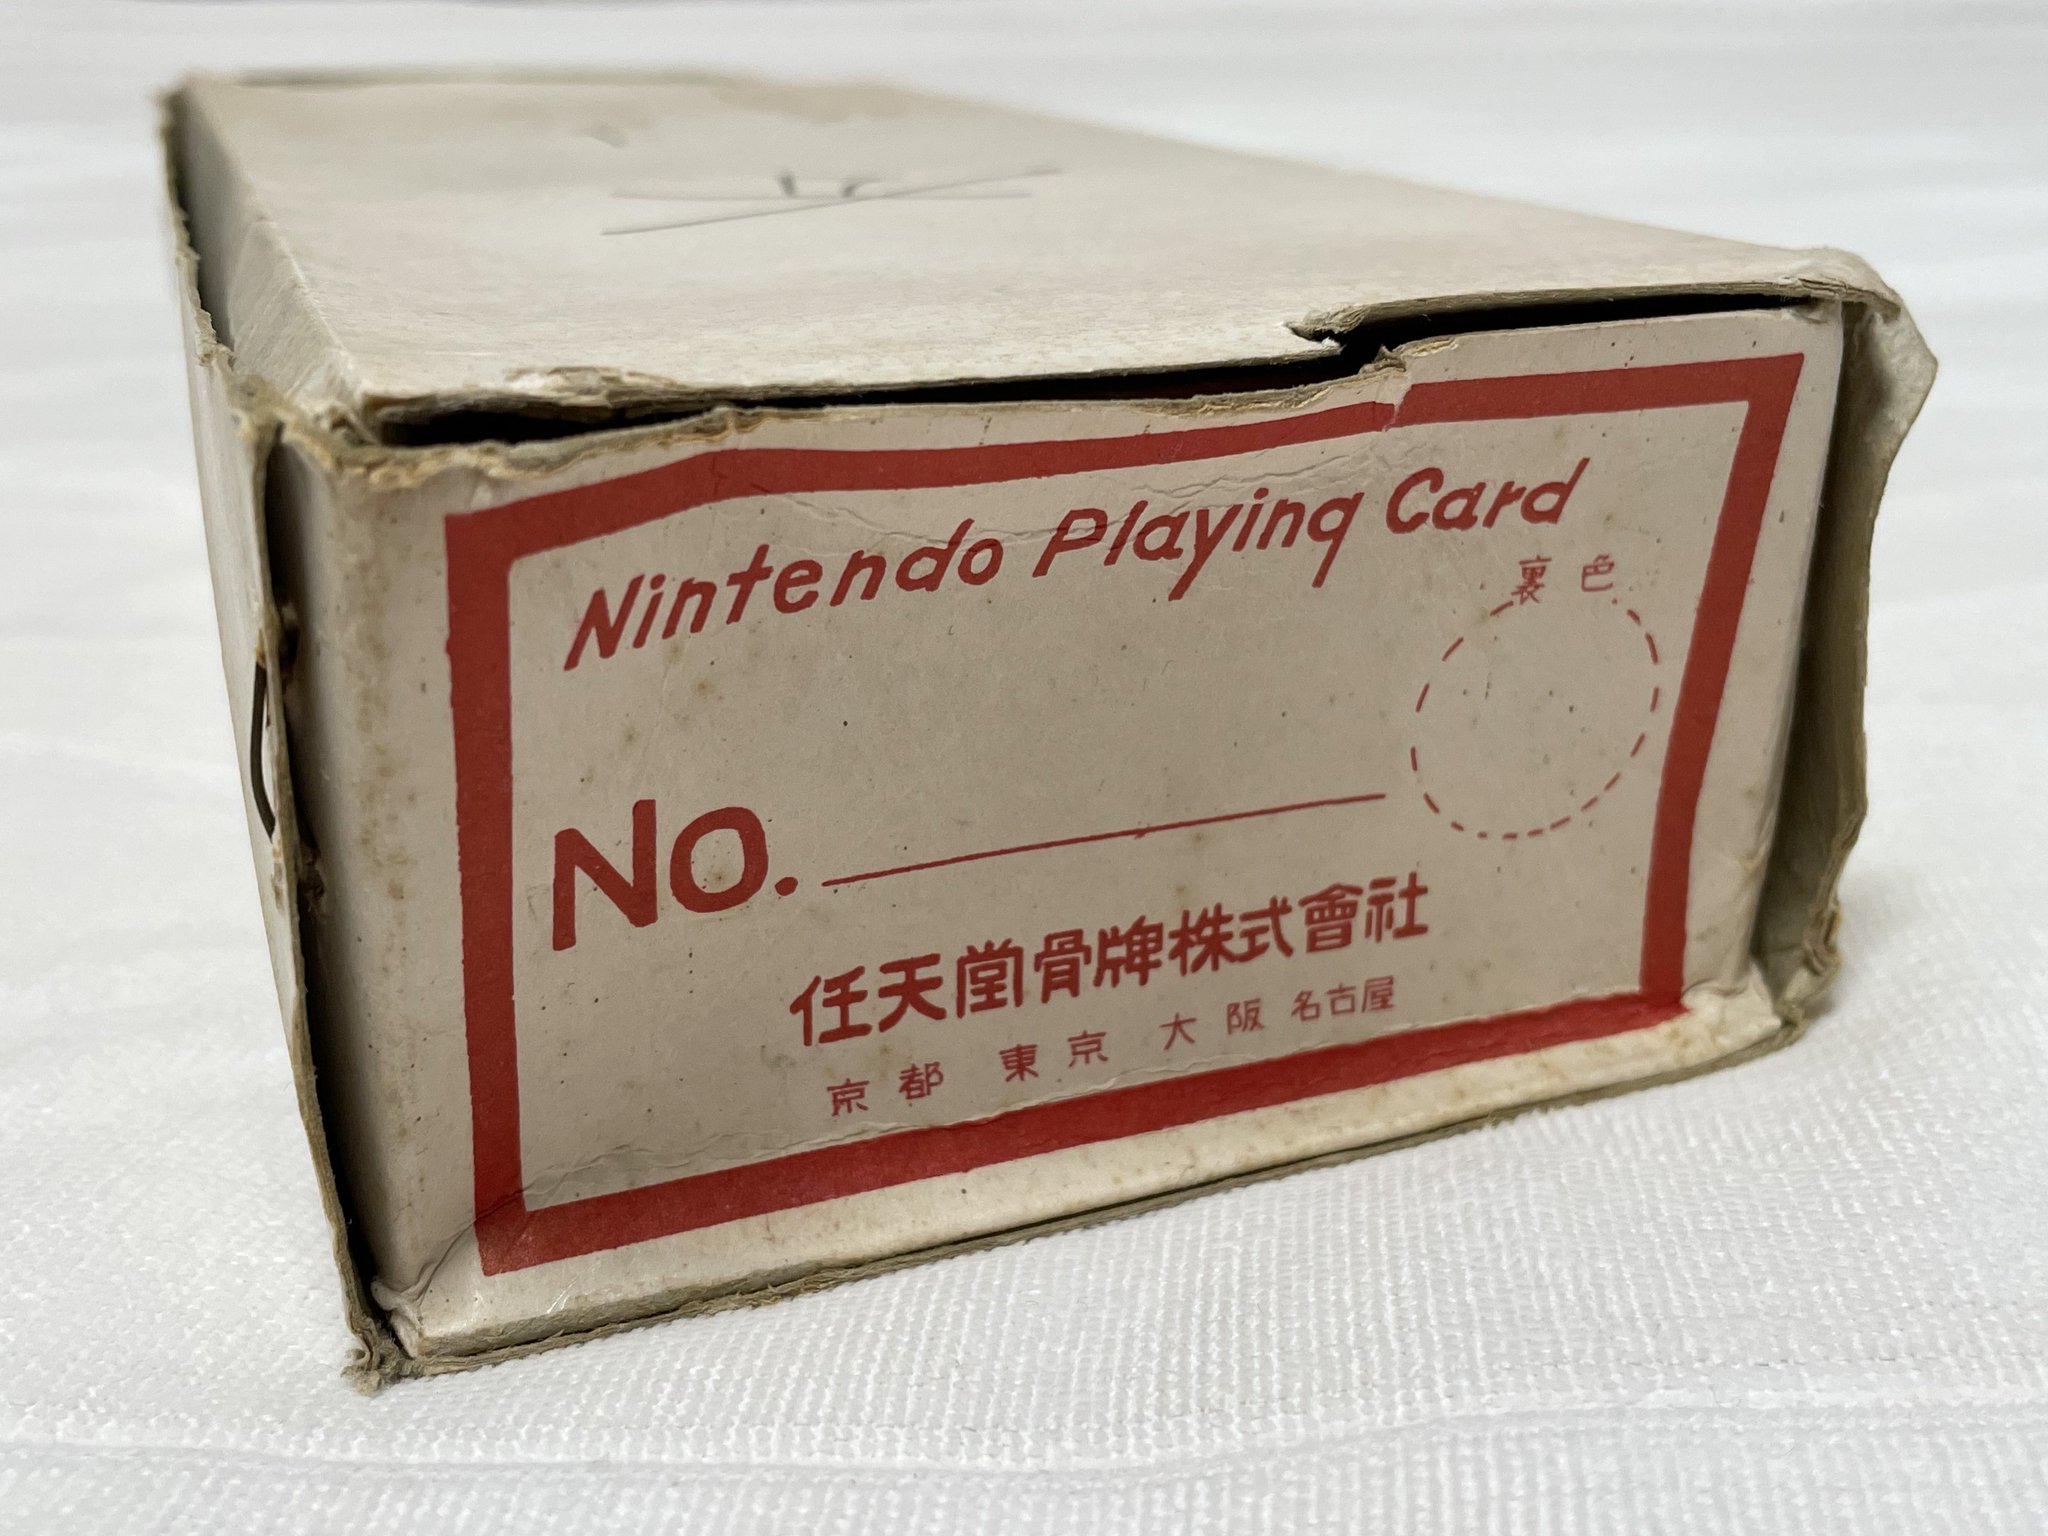 Nintendo Playing Card
裏色
No.
任天堂骨牌株式會社
京都 東京 大阪 名古屋